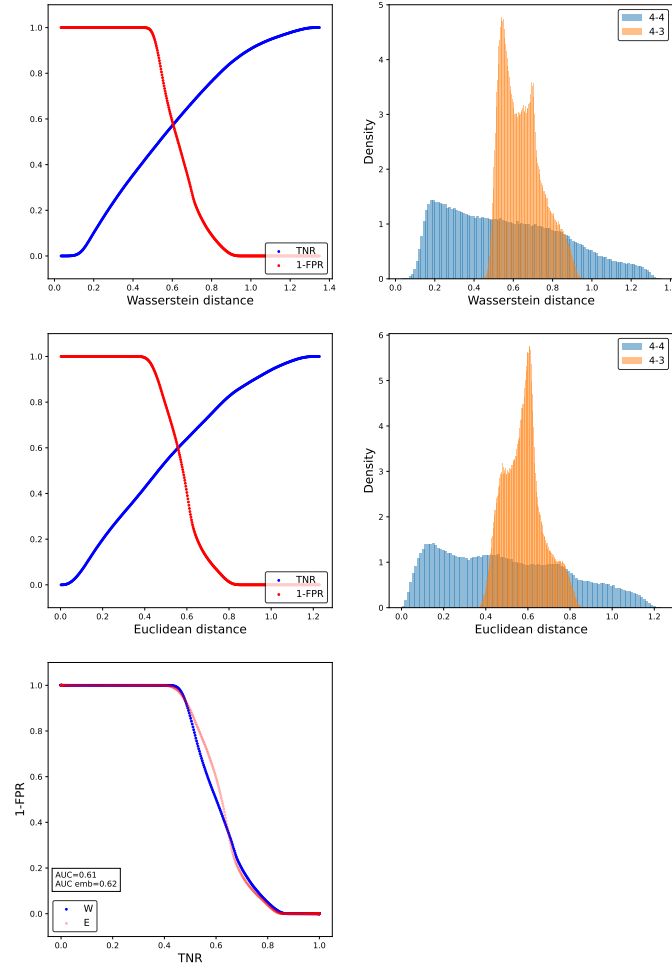 1.0
0.8
0.6
0.4
0.2
0.0
0.0 0.2 0.4 0.6 0.8 1.0 1.2 1.4
Wasserstein distance
TNR
1-FPR
5
4
3
2
1
0
Density
0.0 0.2 0.4 0.6 0.8 1.0 1.2 1.4
Wasserstein distance
4-4
4-3
1.0
0.8
0.6
0.4
0.2
0.0
0.0 0.2 0.4 0.6 0.8 1.0 1.2
Euclidean distance
TNR
1-FPR
6
5
4
3
2
1
0
Density
0.0 0.2 0.4 0.6 0.8 1.0 1.2
Euclidean distance
4-4
4-3
1.0
0.8
0.6
0.4
0.2
0.0
1-FPR
AUC=0.61
AUC emb=0.62
W
E
0.0 0.2 0.4 0.6 0.8 1.0
TNR